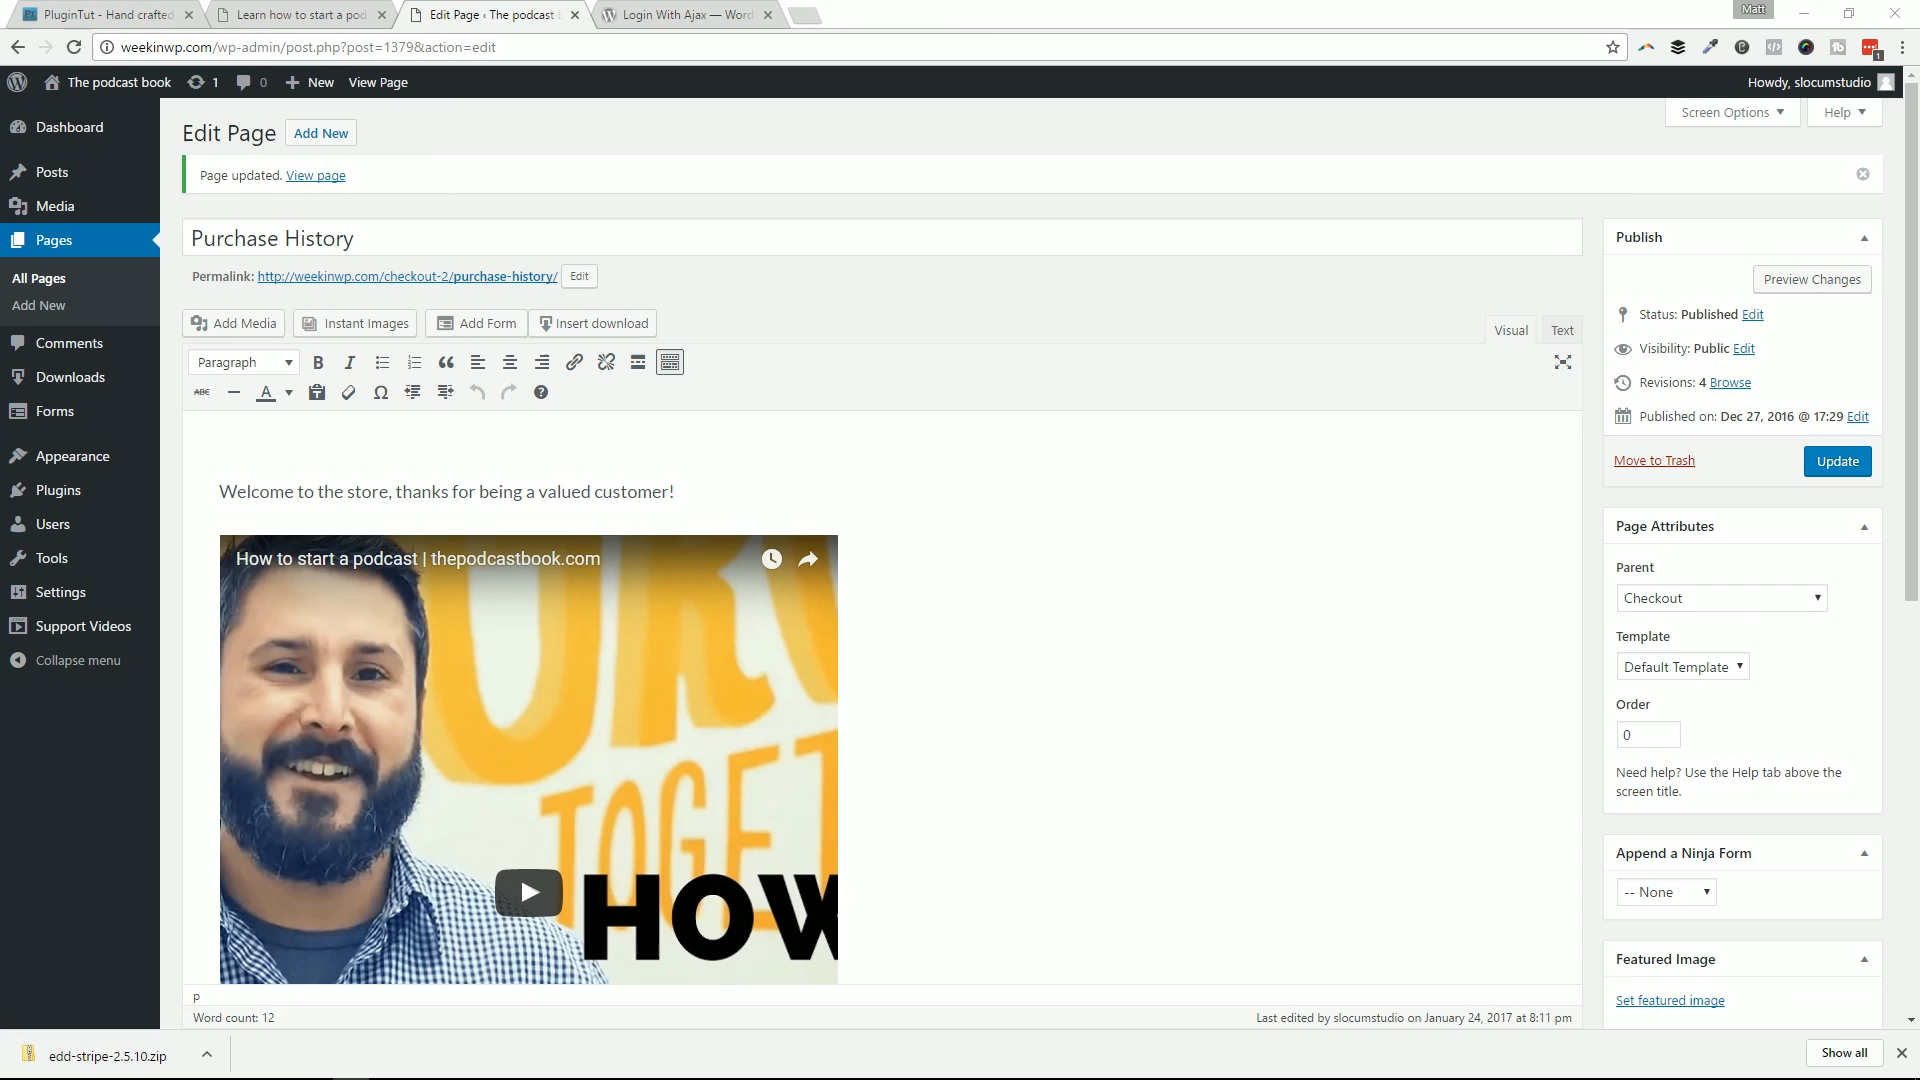 PluginTut - Hand crafted
Learn how to start a pod
Edit Page ‹ The podcast b
Login With Ajax — Word
Matt
weekinwp.com/wp-admin/post.php?post=1379&action=edit
1
The podcast book
1
0
New
View Page
Howdy, slocumstudio
Screen Options
Help
Dashboard
Posts
Media
Pages
All Pages
Add New
Comments
Downloads
Forms
Appearance
Plugins
Users
Tools
Settings
Support Videos
Collapse menu
Edit Page
Add New
Page updated. View page
Purchase History
Permalink: http://weekinwp.com/checkout-2/purchase-history/
Edit
Add Media
Instant Images
Add Form
Insert download
Visual
Text
Paragraph
B
I
ABC
A
Ω
Welcome to the store, thanks for being a valued customer!
How to start a podcast | thepodcastbook.com
TOGET
HOW
p
Word count: 12
Last edited by slocumstudio on January 24, 2017 at 8:11 pm
Publish
Preview Changes
Status: Published Edit
Visibility: Public Edit
Revisions: 4 Browse
Published on: Dec 27, 2016 @ 17:29 Edit
Move to Trash
Update
Page Attributes
Parent
Checkout
Template
Default Template
Order
0
Need help? Use the Help tab above the
screen title.
Append a Ninja Form
-- None
Featured Image
Set featured image
edd-stripe-2.5.10.zip
Show all